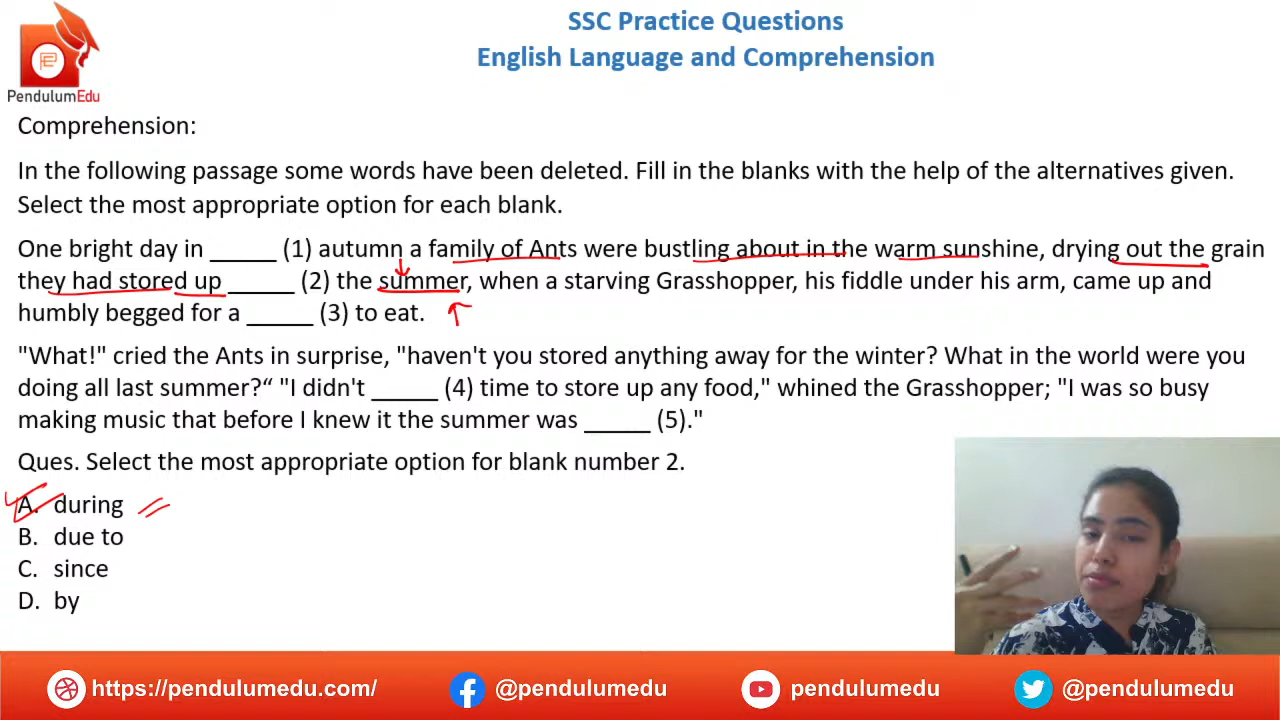 SSC Practice Questions
English Language and Comprehension
PendulumEdu
Comprehension:
In the following passage some words have been deleted. Fill in the blanks with the help of the alternatives given.
Select the most appropriate option for each blank.
One bright day in _____ (1) autumn a family of Ants were bustling about in the warm sunshine, drying out the grain
they had stored up _____ (2) the summer, when a starving Grasshopper, his fiddle under his arm, came up and
humbly begged for a _____ (3) to eat.
"What!" cried the Ants in surprise, "haven't you stored anything away for the winter? What in the world were you
doing all last summer?“ "I didn't _____ (4) time to store up any food," whined the Grasshopper; "I was so busy
making music that before I knew it the summer was _____ (5)."
Ques. Select the most appropriate option for blank number 2.
A. during
B. due to
C. since
D. by
https://pendulumedu.com/ @pendulumedu pendulumedu @pendulumedu